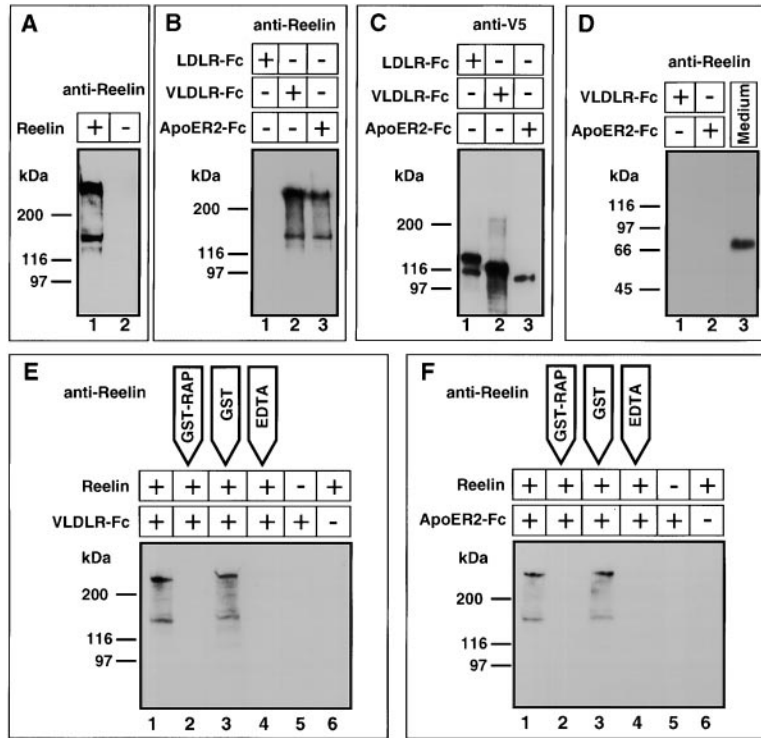 A
anti-Reelin
Reelin + -
kDa
200
116
97
1 2
B
anti-Reelin
LDLR-Fc + - -
VLDLR-Fc - + -
ApoER2-Fc - - +
kDa
200
116
97
1 2 3
C
anti-V5
LDLR-Fc + - -
VLDLR-Fc - + -
ApoER2-Fc - - +
kDa
200
116
97
1 2 3
D
anti-Reelin
VLDLR-Fc + -
ApoER2-Fc - +
Medium
kDa
116
97
66
45
1 2 3
E
anti-Reelin
GST-RAP
GST
EDTA
Reelin + + + + - +
VLDLR-Fc + + + + + -
kDa
200
116
97
1 2 3 4 5 6
F
anti-Reelin
GST-RAP
GST
EDTA
Reelin + + + + - +
ApoER2-Fc + + + + + -
kDa
200
116
97
1 2 3 4 5 6